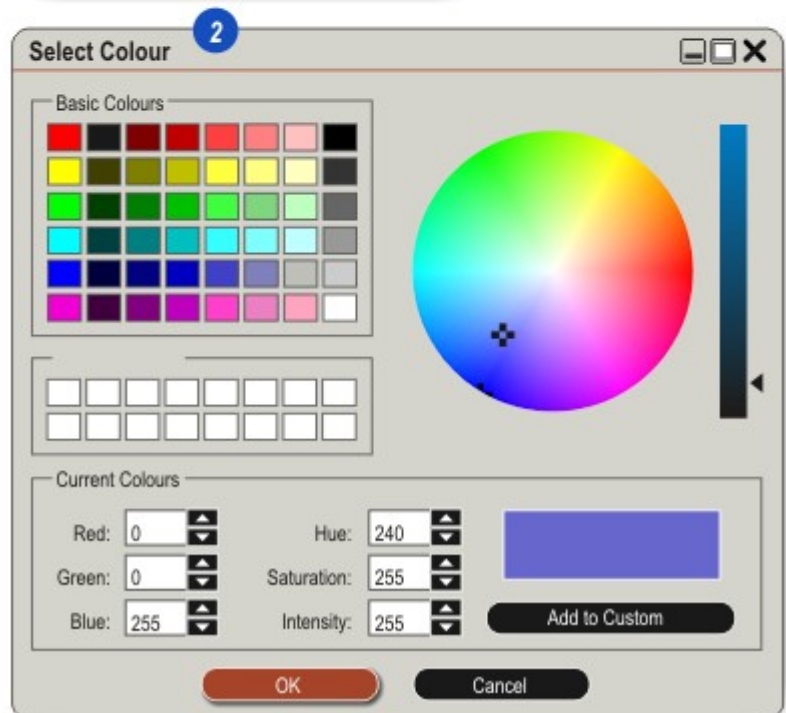 2
Select Colour
Basic Colours
Current Colours
Red: 0 Hue: 240
Green: 0 Saturation: 255
Blue: 255 Intensity: 255
Add to Custom
OK Cancel